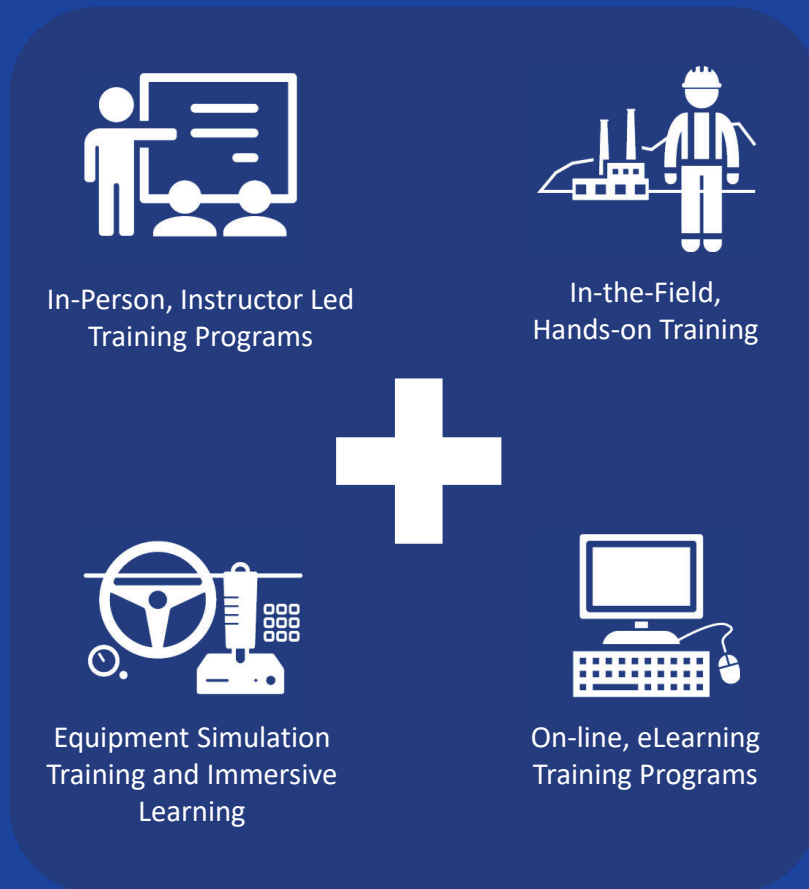 In-Person, Instructor Led
Training Programs
In-the-Field,
Hands-on Training
Equipment Simulation
Training and Immersive
Learning
On-line, eLearning
Training Programs